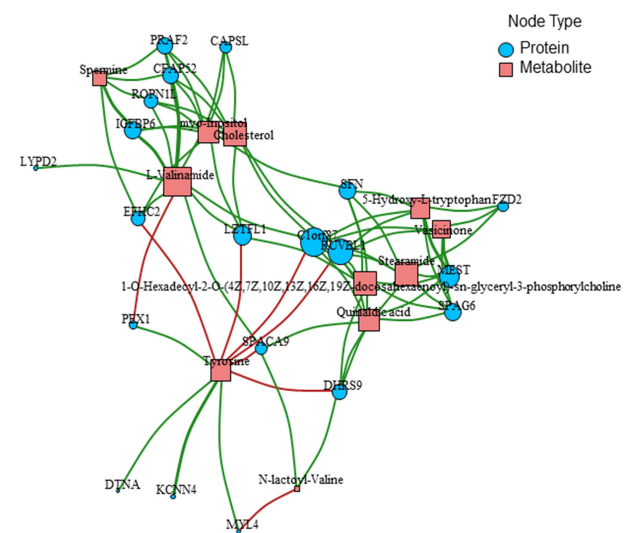 Node Type
Protein
Metabolite
PRAF2
CAPSL
Spermine
CFAP52
ROPN1L
IGFBP6
myo-Inositol
Cholesterol
LYPD2
L-Valinamide
SFN
5-Hydroxy-L-tryptophan
FZD2
EFHC2
LZTFL1
Vasicinone
Stearamide
MEST
1-O-Hexadecyl-2-O-(4Z,7Z,10Z,13Z,16Z,19Z-docosahexaenoyl)-sn-glyceryl-3-phosphorylcholine
Quinaldic acid
SPAG6
PEX1
SPACA9
Tyrosine
DHRS9
N-lactoyl-Valine
DTNA
KCNN4
MYL4